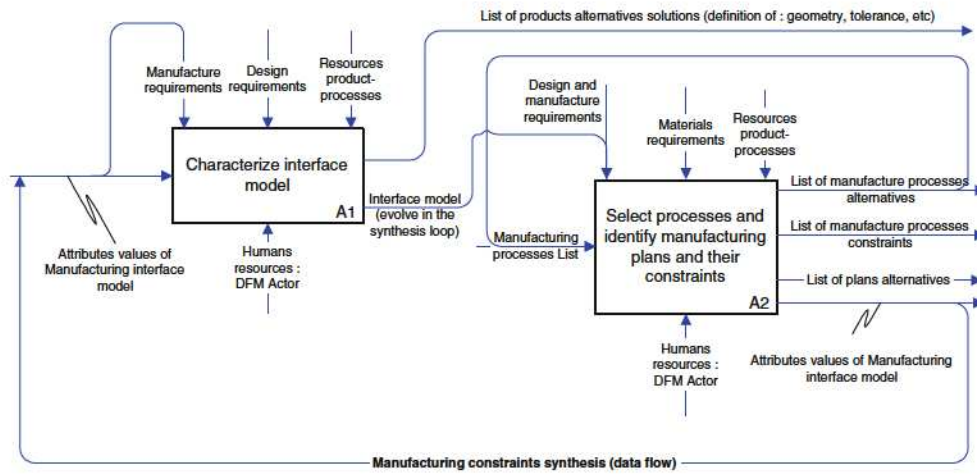 List of products alternatives solutions (definition of : geometry, tolerance, etc)
Manufacture
requirements
Design
requirements
Resources
product-
processes
Characterize interface
model
A1
Interface model
(evolve in the
synthesis loop)
Attributes values of
Manufacturing interface
model
Humans
resources :
DFM Actor
Design and
manufacture
requirements
Materials
requirements
Resources
product-
processes
Manufacturing
processes List
Select processes and
identify manufacturing
plans and their
constraints
A2
List of manufacture processes
alternatives
List of manufacture processes
constraints
List of plans alternatives
Humans
resources :
DFM Actor
Attributes values of Manufacturing
interface model
Manufacturing constraints synthesis (data flow)